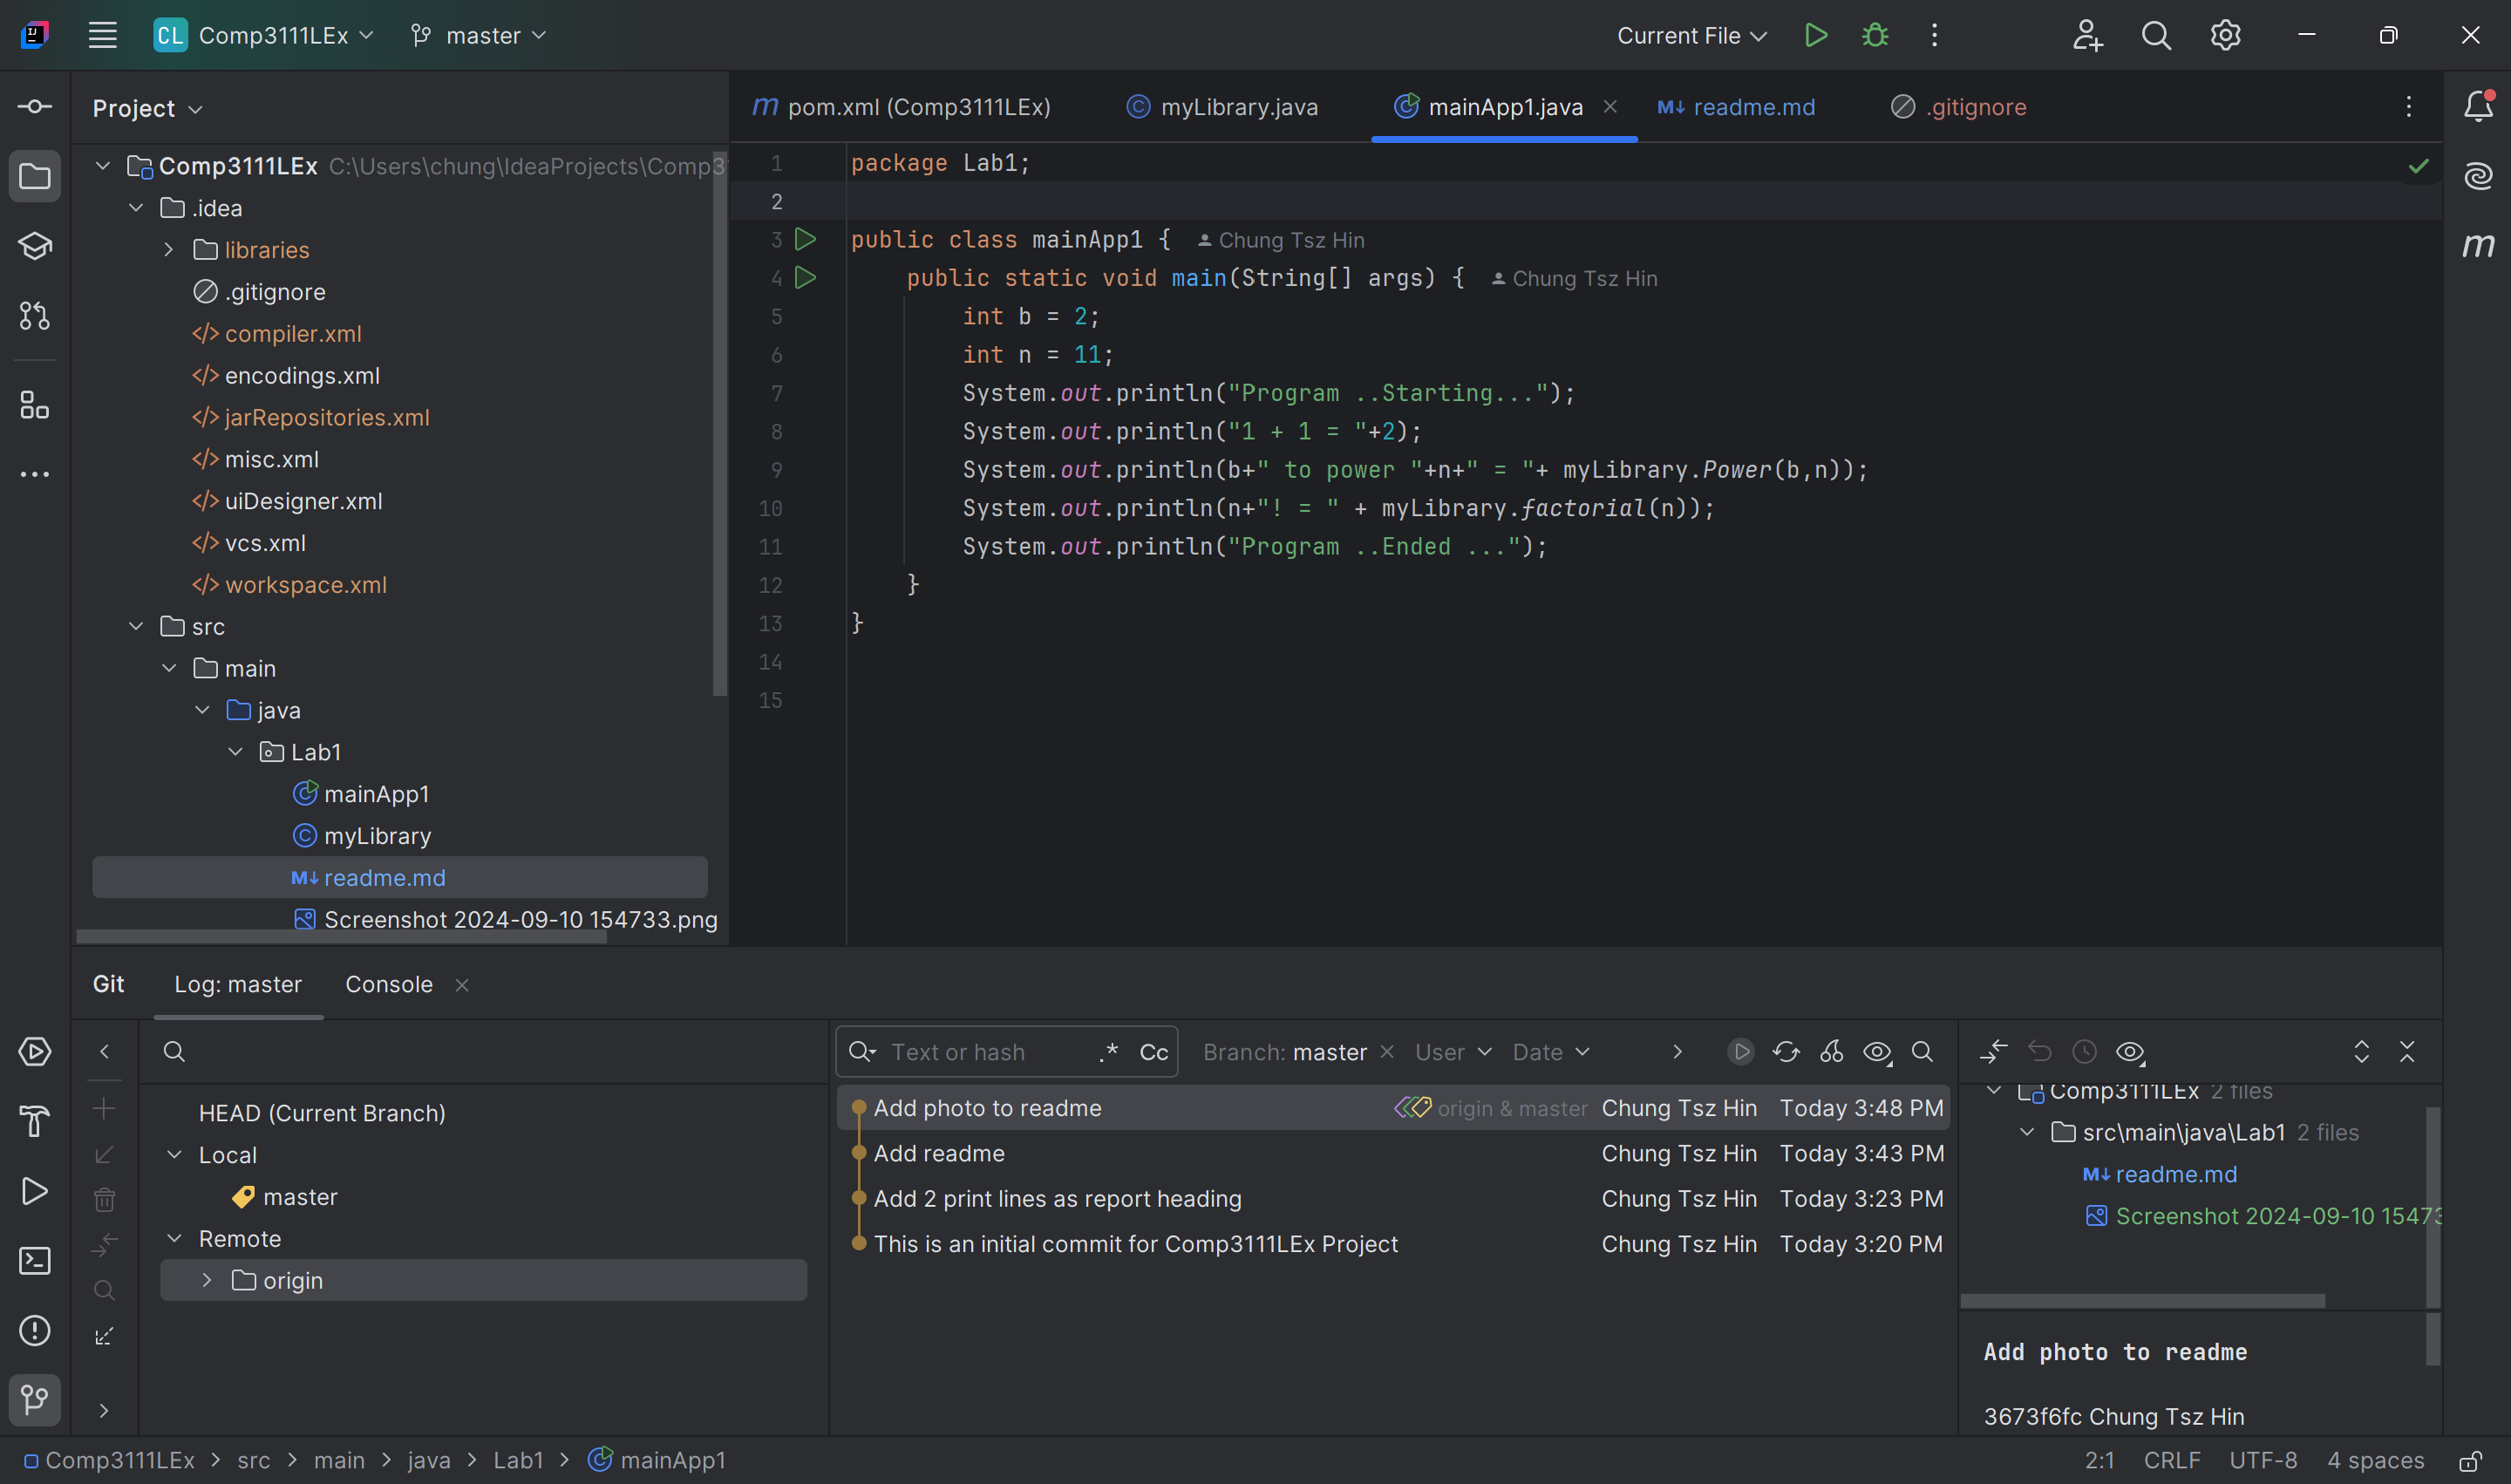 CL Comp3111LEx master Current File
Project
Comp3111LEx C:\Users\chung\IdeaProjects\Comp3
.idea
libraries
.gitignore
</> compiler.xml
</> encodings.xml
</> jarRepositories.xml
</> misc.xml
</> uiDesigner.xml
</> vcs.xml
</> workspace.xml
src
main
java
Lab1
mainApp1
myLibrary
M↓ readme.md
Screenshot 2024-09-10 154733.png
m pom.xml (Comp3111LEx) myLibrary.java mainApp1.java M↓ readme.md .gitignore
1 package Lab1;
2
3 public class mainApp1 { Chung Tsz Hin
4 public static void main(String[] args) { Chung Tsz Hin
5 int b = 2;
6 int n = 11;
7 System.out.println("Program ..Starting...");
8 System.out.println("1 + 1 = "+2);
9 System.out.println(b+" to power "+n+" = "+ myLibrary.Power(b,n));
10 System.out.println(n+"! = " + myLibrary.factorial(n));
11 System.out.println("Program ..Ended ...");
12 }
13 }
14
15
m
Git Log: master Console
HEAD (Current Branch)
Local
master
Remote
origin
Text or hash .* Cc Branch: master User Date
Add photo to readme origin & master Chung Tsz Hin Today 3:48 PM
Add readme Chung Tsz Hin Today 3:43 PM
Add 2 print lines as report heading Chung Tsz Hin Today 3:23 PM
This is an initial commit for Comp3111LEx Project Chung Tsz Hin Today 3:20 PM
Comp3111LEx 2 files
src\main\java\Lab1 2 files
M↓ readme.md
Screenshot 2024-09-10 15473
Add photo to readme
3673f6fc Chung Tsz Hin
Comp3111LEx > src > main > java > Lab1 > mainApp1 2:1 CRLF UTF-8 4 spaces